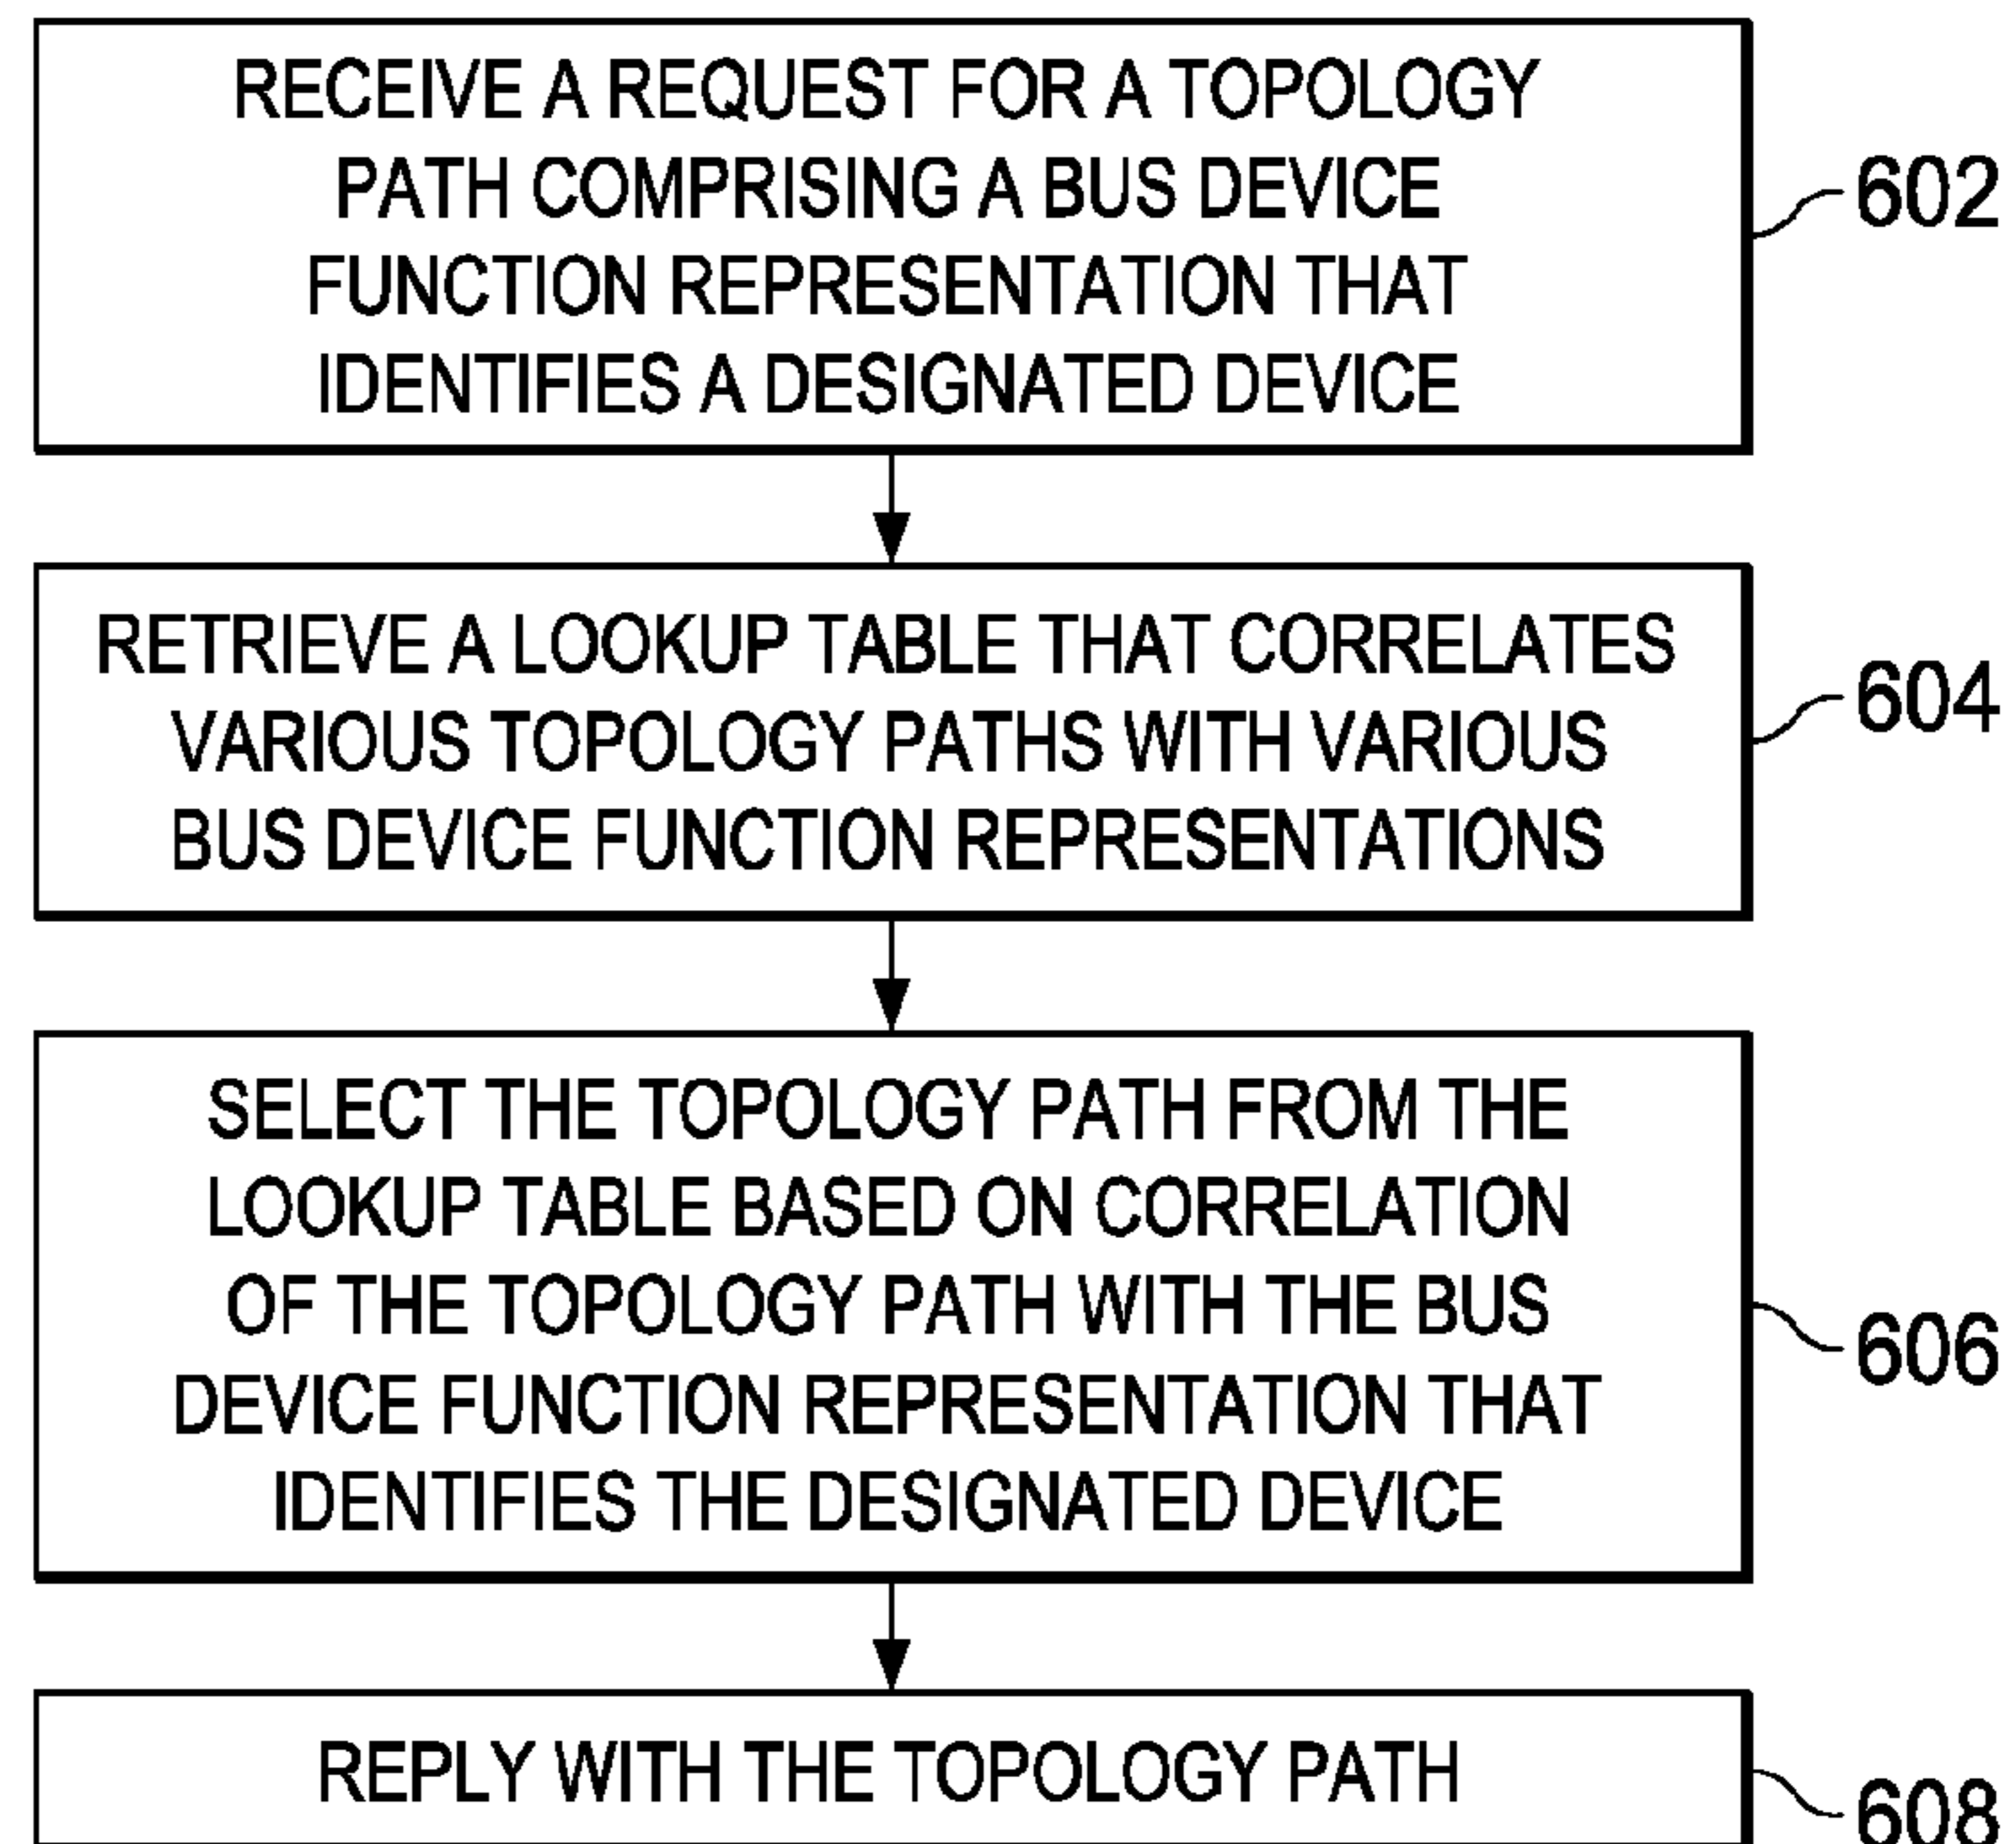 RECEIVE A REQUEST FOR A TOPOLOGY
PATH COMPRISING A BUS DEVICE
FUNCTION REPRESENTATION THAT
IDENTIFIES A DESIGNATED DEVICE
602
RETRIEVE A LOOKUP TABLE THAT CORRELATES
VARIOUS TOPOLOGY PATHS WITH VARIOUS
BUS DEVICE FUNCTION REPRESENTATIONS
604
SELECT THE TOPOLOGY PATH FROM THE
LOOKUP TABLE BASED ON CORRELATION
OF THE TOPOLOGY PATH WITH THE BUS
DEVICE FUNCTION REPRESENTATION THAT
IDENTIFIES THE DESIGNATED DEVICE
606
REPLY WITH THE TOPOLOGY PATH
608